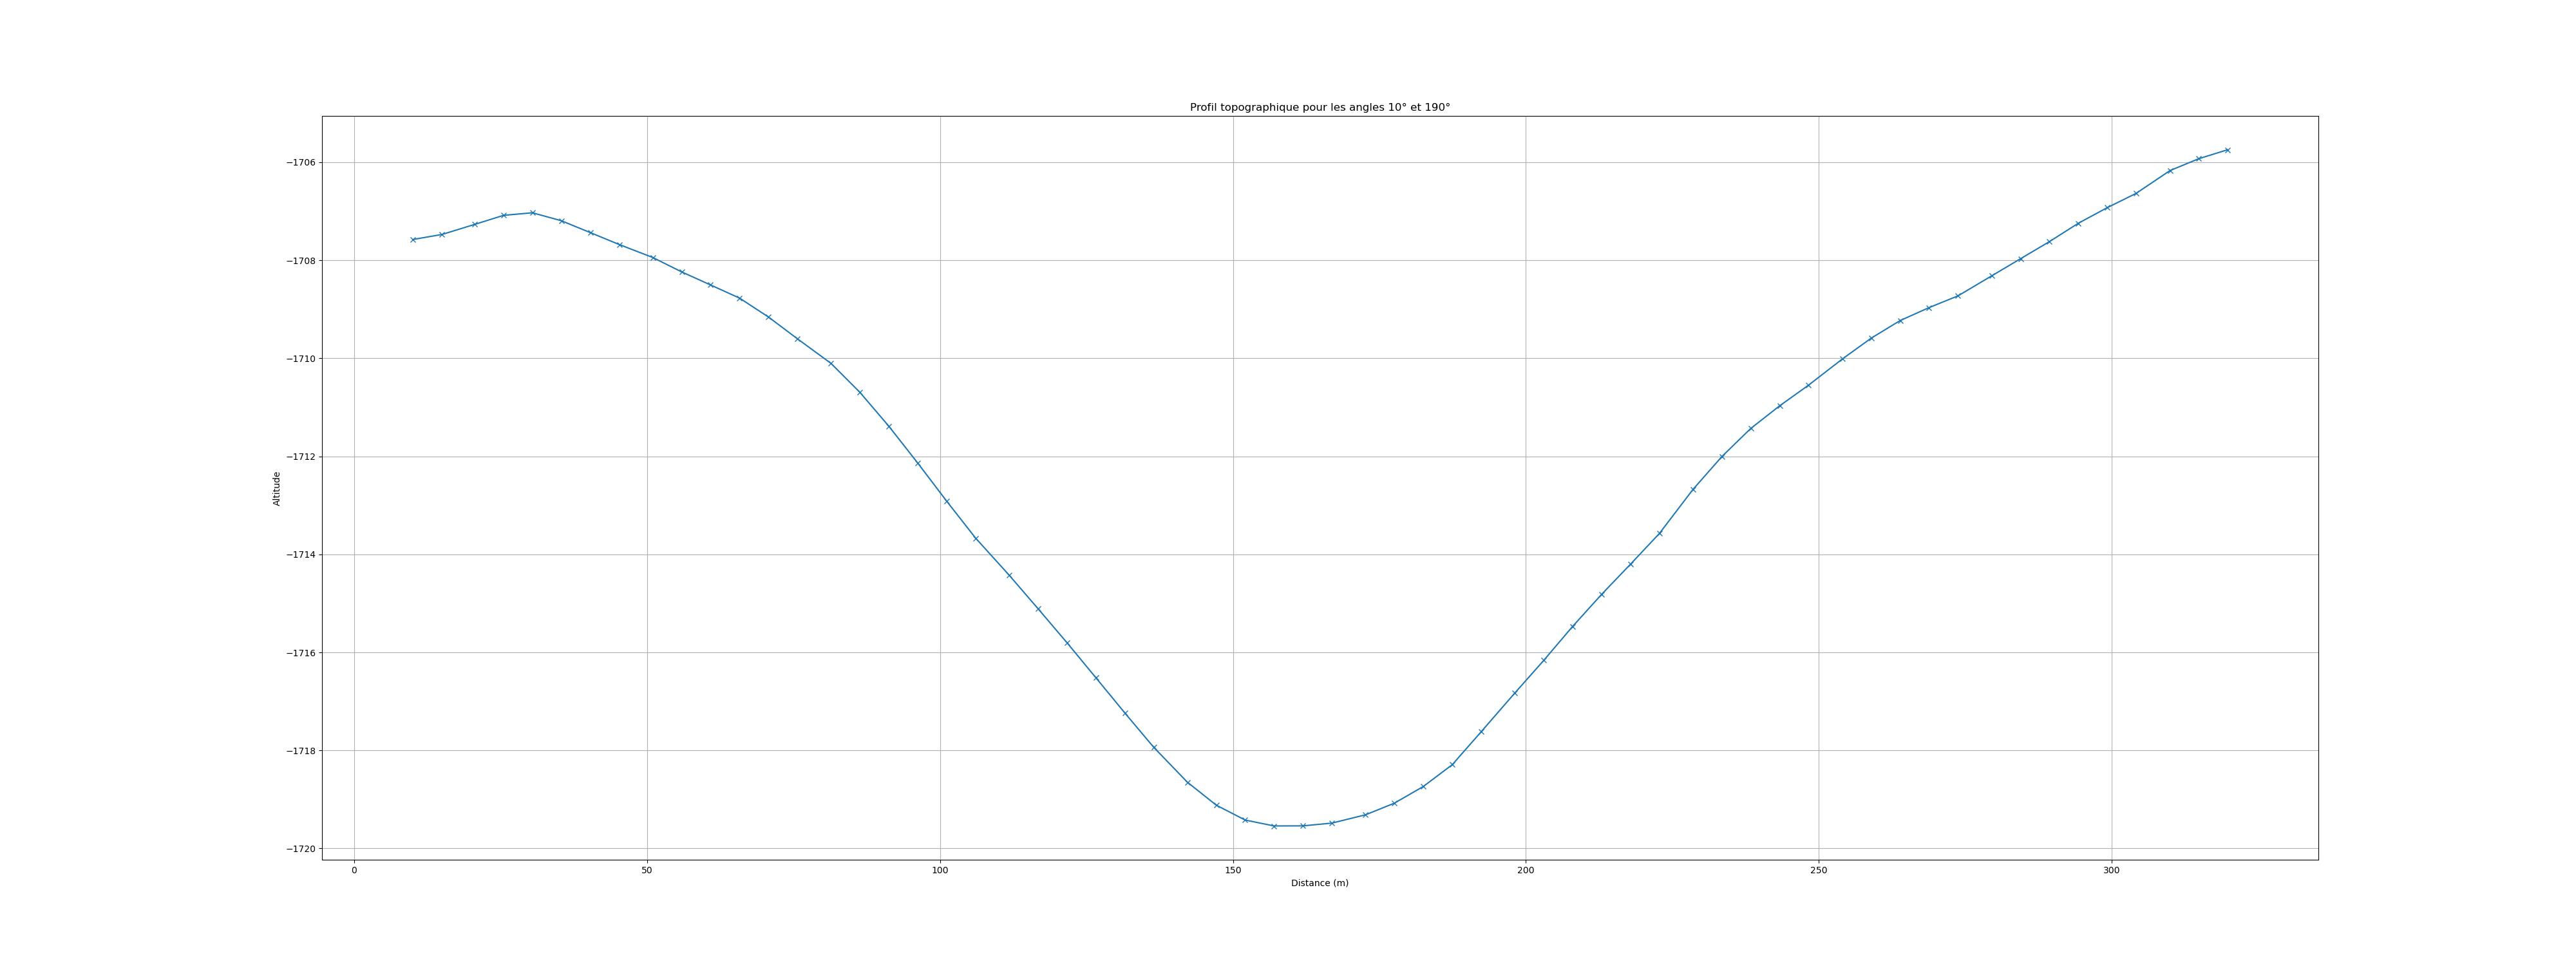 Profil topographique pour les angles 10° et 190°
Altitude
−1706
−1708
−1710
−1712
−1714
−1716
−1718
−1720
0 50 100 150 200 250 300
Distance (m)